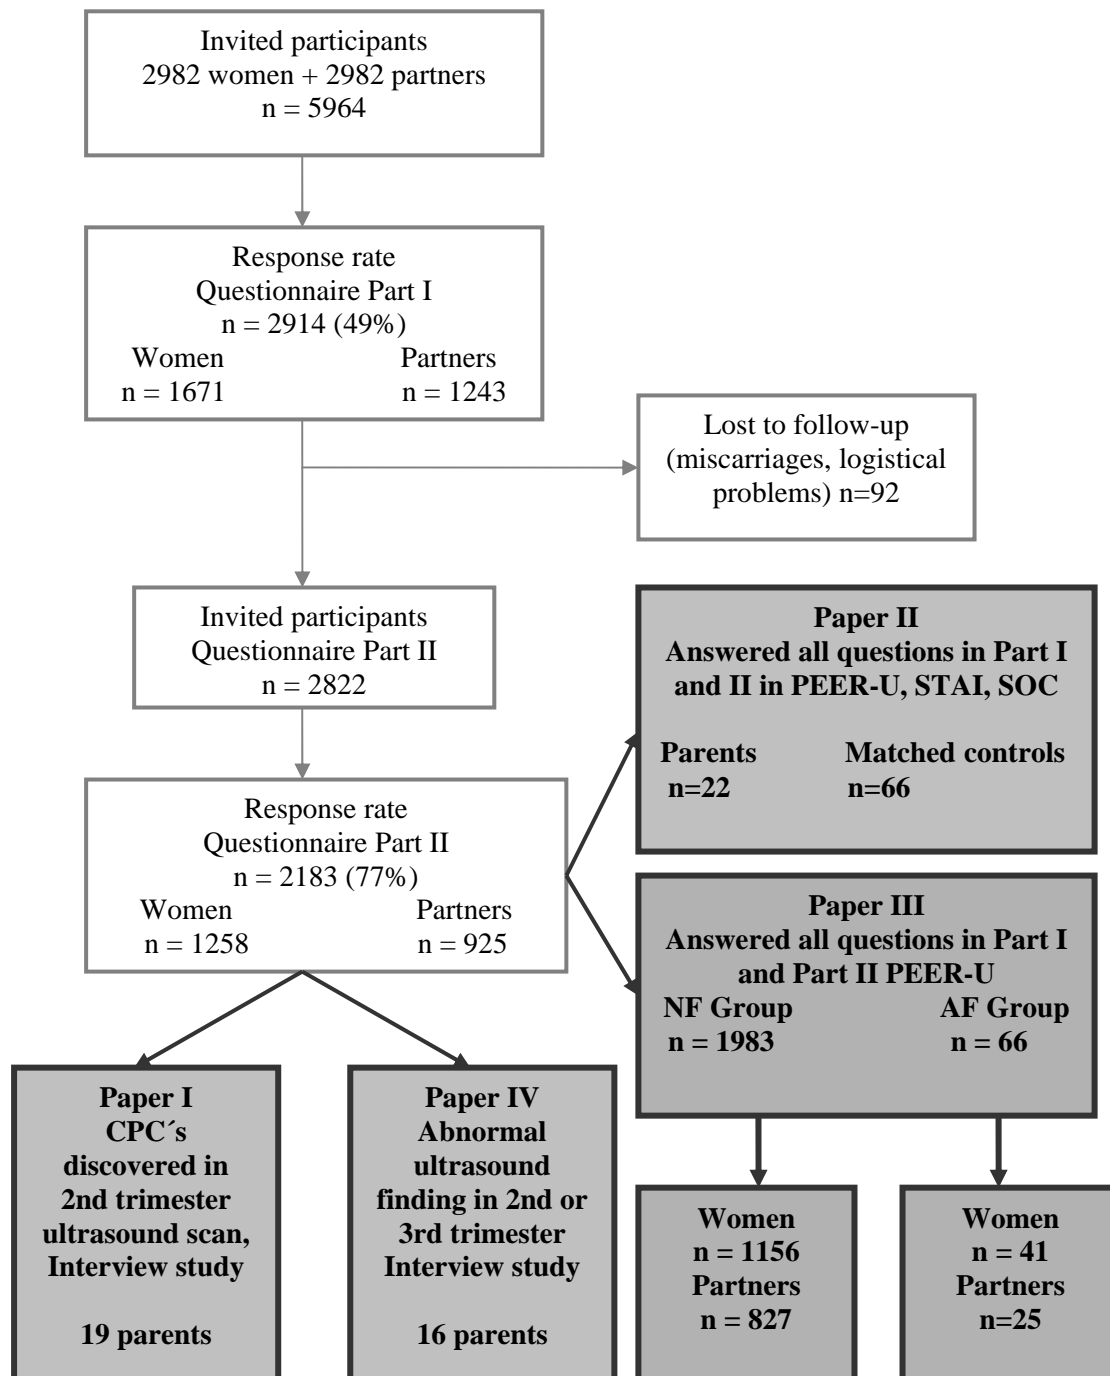 Invited participants
2982 women + 2982 partners
n = 5964
Response rate
Questionnaire Part I
n = 2914 (49%)
Women Partners
n = 1671 n = 1243
Lost to follow-up
(miscarriages, logistical
problems) n=92
Invited participants
Questionnaire Part II
n = 2822
Paper II
Answered all questions in Part I
and II in PEER-U, STAI, SOC
Parents Matched controls
n=22 n=66
Response rate
Questionnaire Part II
n = 2183 (77%)
Women Partners
n = 1258 n = 925
Paper III
Answered all questions in Part I
and Part II PEER-U
NF Group AF Group
n = 1983 n = 66
Paper I
CPC´s
discovered in
2nd trimester
ultrasound scan,
Interview study
19 parents
Paper IV
Abnormal
ultrasound
finding in 2nd or
3rd trimester
Interview study
16 parents
Women
n = 1156
Partners
n = 827
Women
n = 41
Partners
n=25